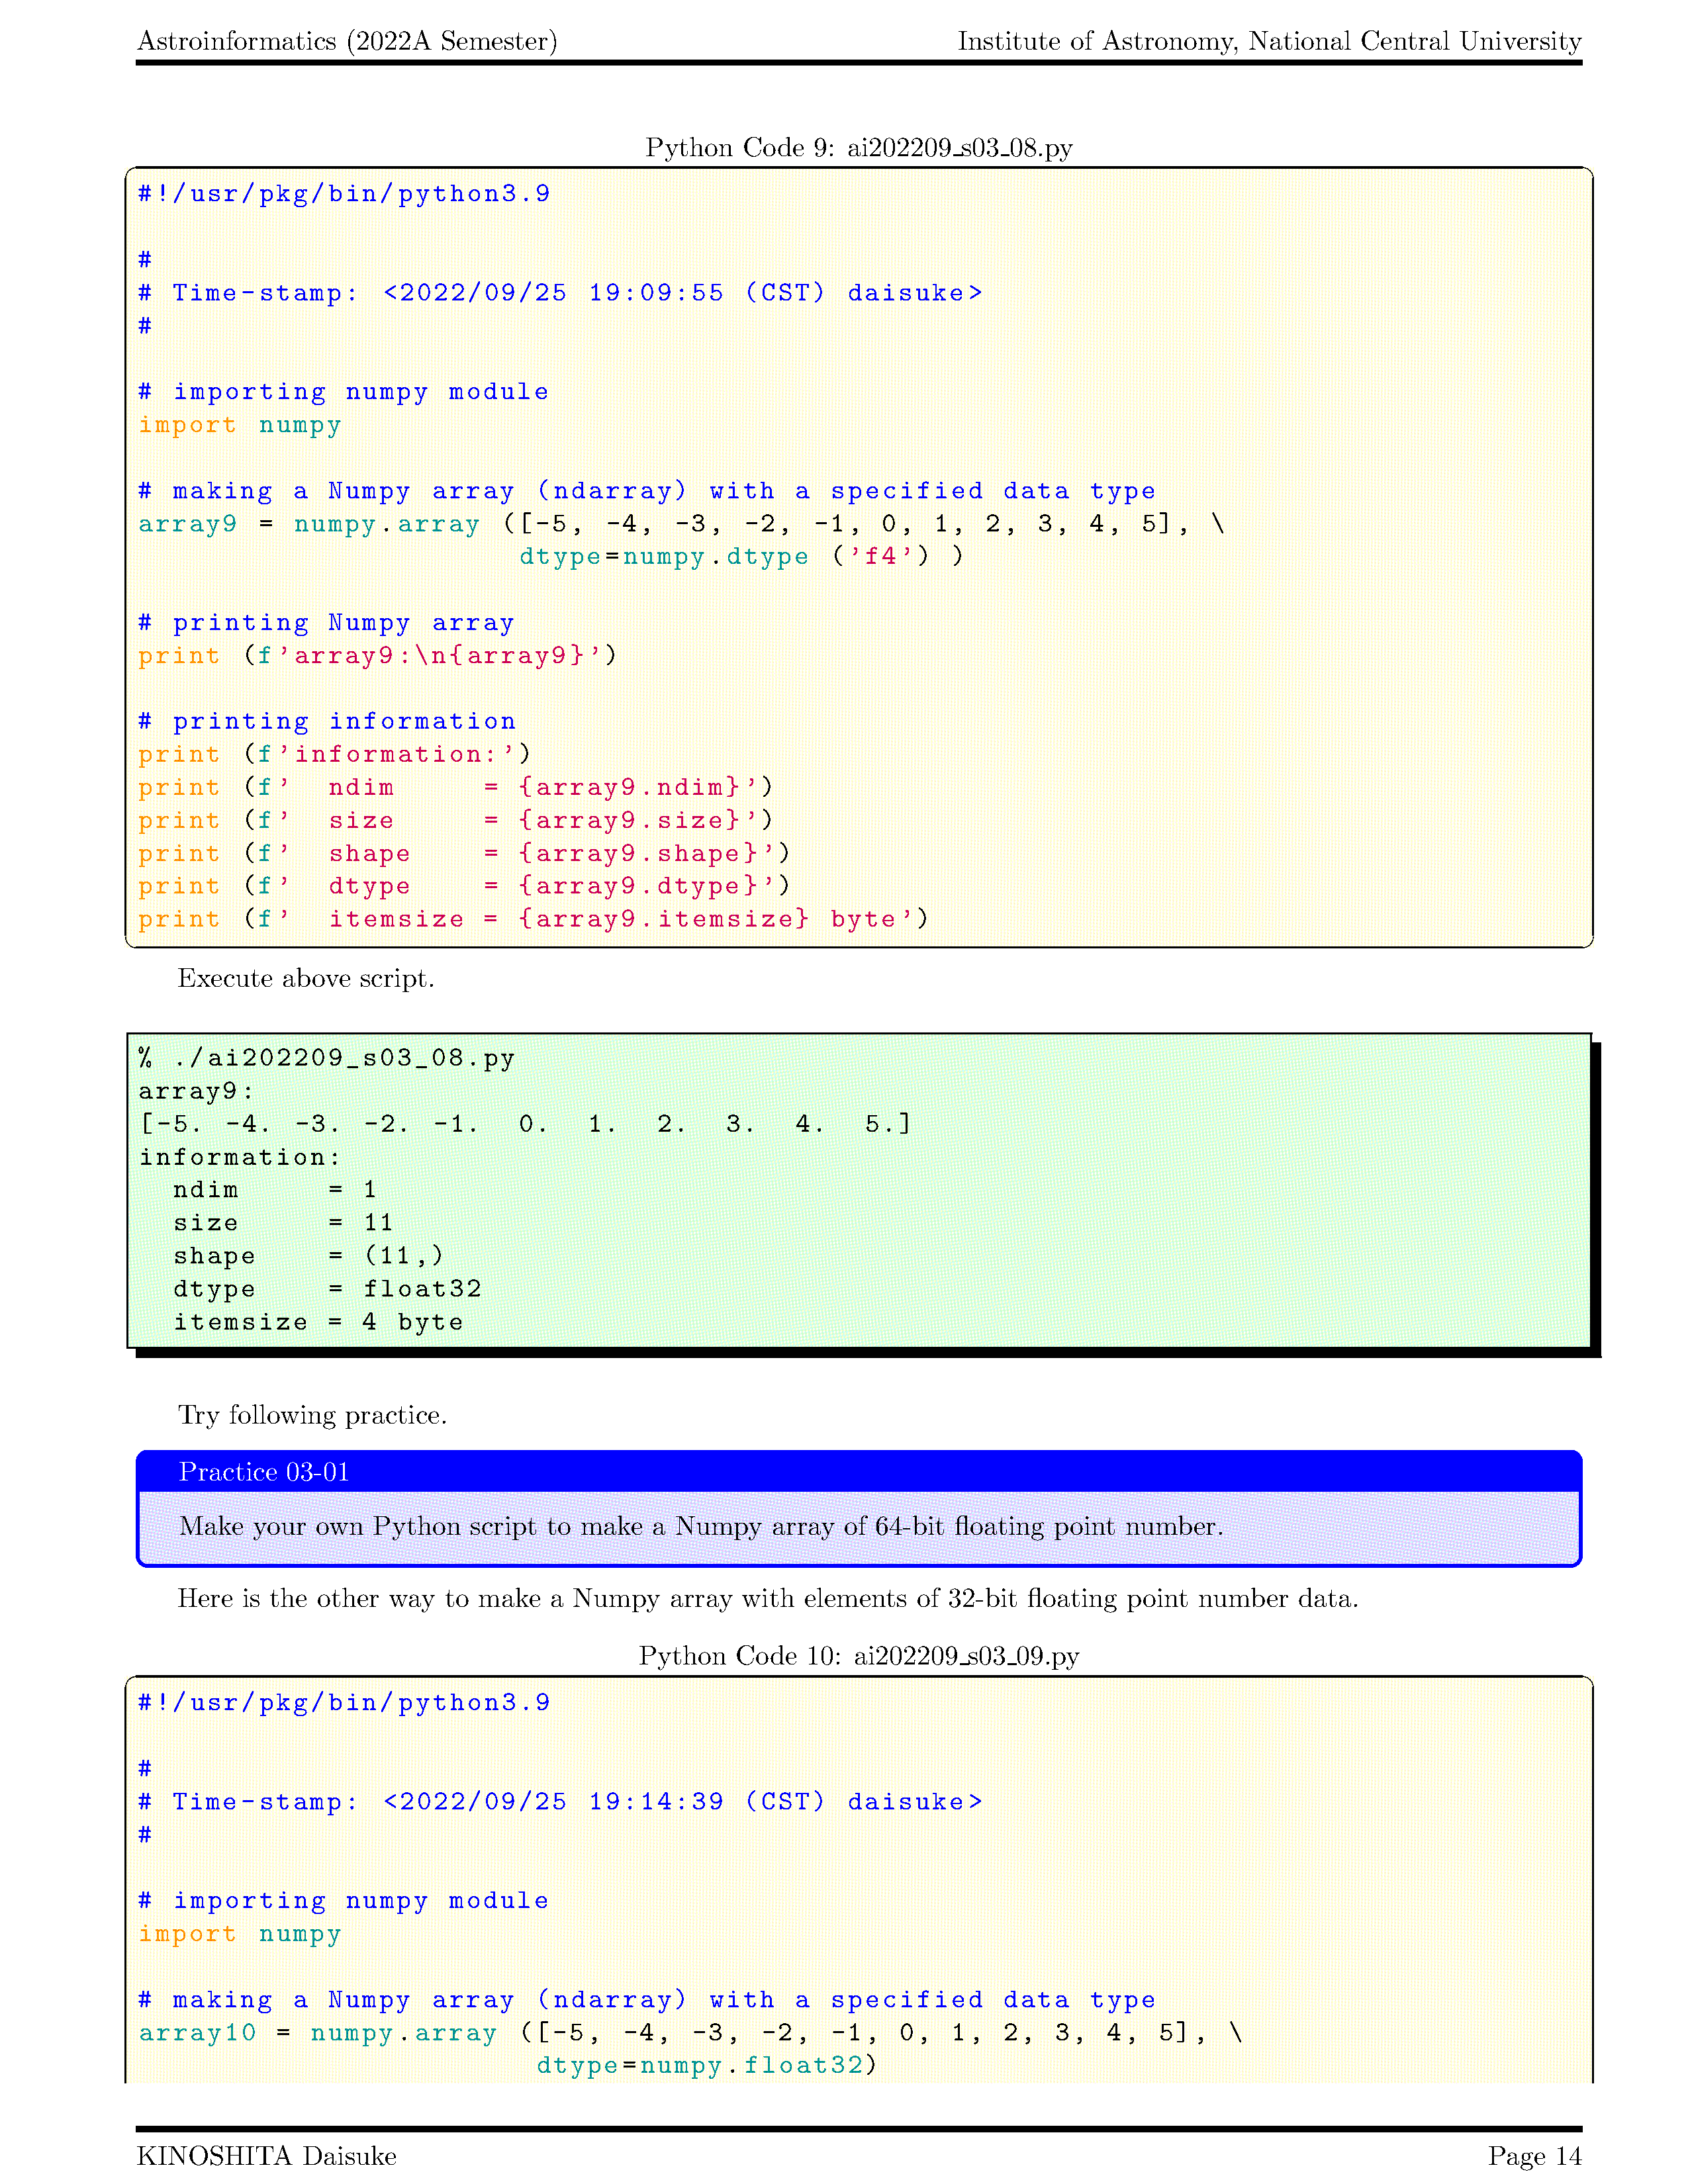 Astroinformatics (2022A Semester) Institute of Astronomy, National Central University
Python Code 9: ai202209_s03_08.py
#!/usr/pkg/bin/python3.9
#
# Time-stamp: <2022/09/25 19:09:55 (CST) daisuke>
#
# importing numpy module
import numpy
# making a Numpy array (ndarray) with a specified data type
array9 = numpy.array ([-5, -4, -3, -2, -1, 0, 1, 2, 3, 4, 5], \
                      dtype=numpy.dtype ('f4') )
# printing Numpy array
print (f'array9:\n{array9}')
# printing information
print (f'information:')
print (f'  ndim     = {array9.ndim}')
print (f'  size     = {array9.size}')
print (f'  shape    = {array9.shape}')
print (f'  dtype    = {array9.dtype}')
print (f'  itemsize = {array9.itemsize} byte')
Execute above script.
% ./ai202209_s03_08.py
array9:
[-5. -4. -3. -2. -1.  0.  1.  2.  3.  4.  5.]
information:
  ndim     = 1
  size     = 11
  shape    = (11,)
  dtype    = float32
  itemsize = 4 byte
Try following practice.
Practice 03-01
Make your own Python script to make a Numpy array of 64-bit floating point number.
Here is the other way to make a Numpy array with elements of 32-bit floating point number data.
Python Code 10: ai202209_s03_09.py
#!/usr/pkg/bin/python3.9
#
# Time-stamp: <2022/09/25 19:14:39 (CST) daisuke>
#
# importing numpy module
import numpy
# making a Numpy array (ndarray) with a specified data type
array10 = numpy.array ([-5, -4, -3, -2, -1, 0, 1, 2, 3, 4, 5], \
                       dtype=numpy.float32)
KINOSHITA Daisuke Page 14